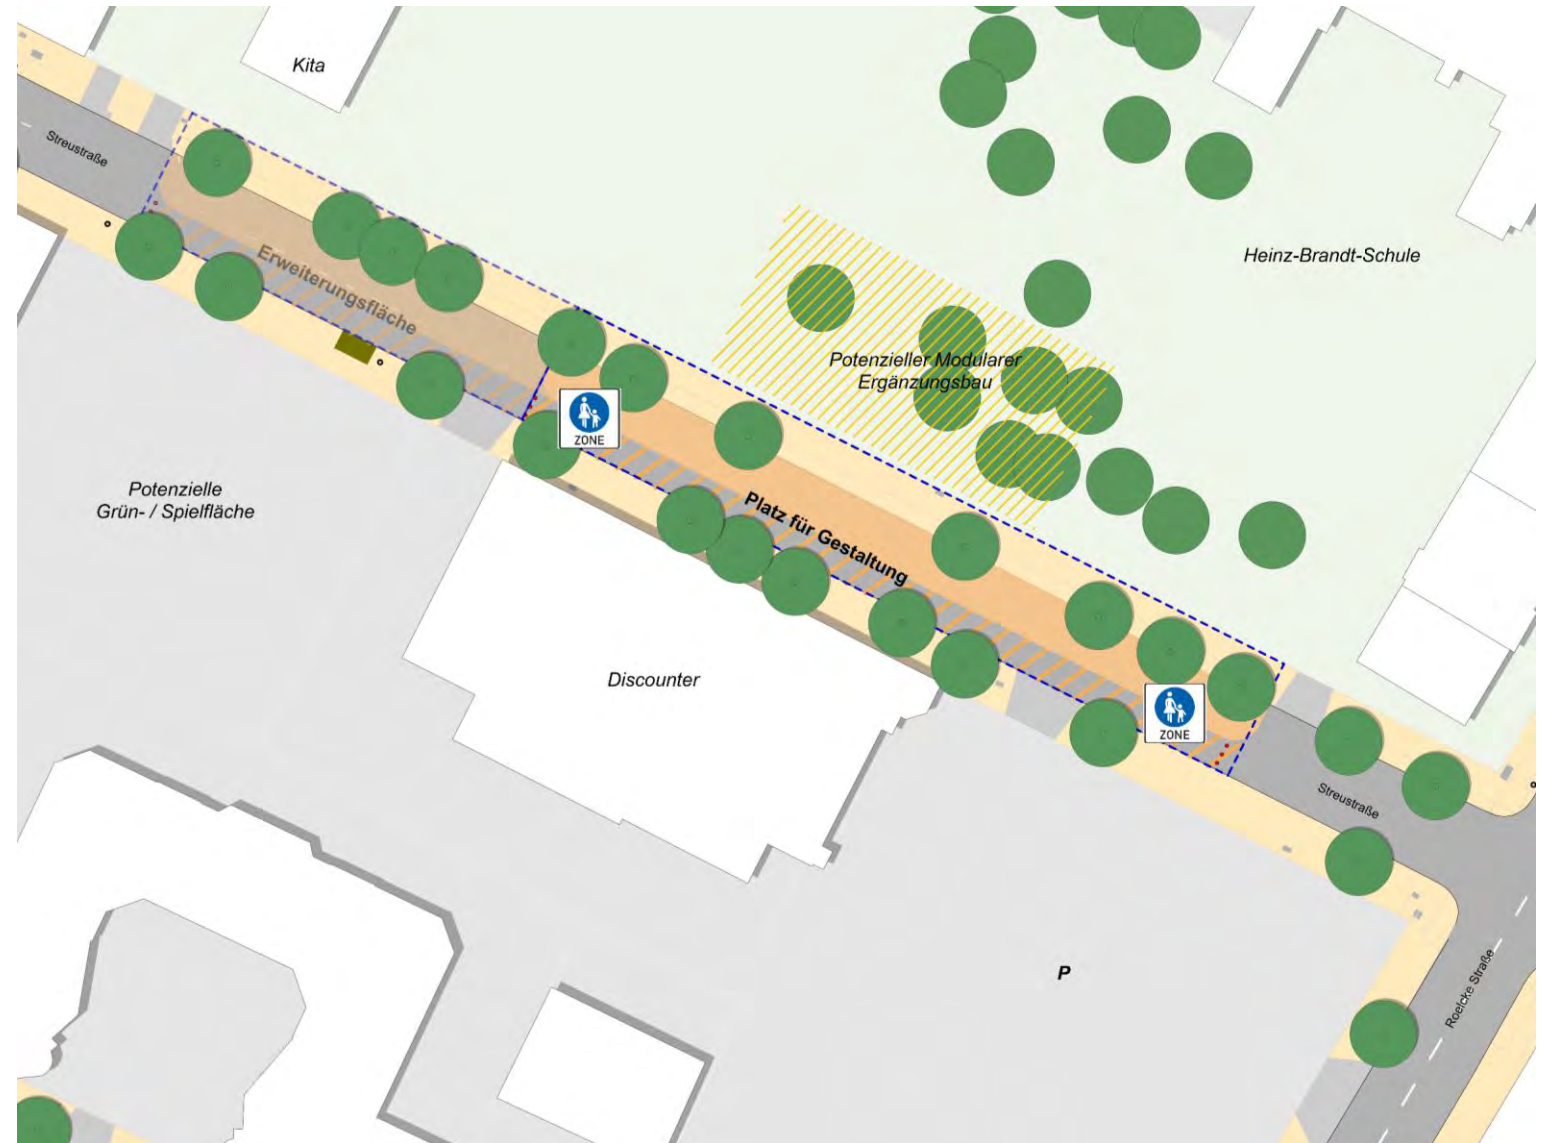 Kita
Streustraße
Heinz-Brandt-Schule
Erweiterungsfläche
Potenzieller Modularer
Ergänzungsbau
ZONE
Potenzielle
Grün- / Spielfläche
Platz für Gestaltung
Discounter
ZONE
Streustraße
P
Roelcke Straße